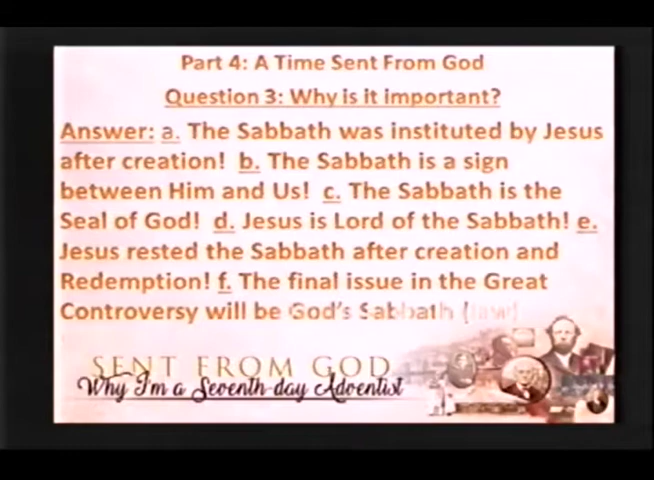 Part 4: A Time Sent From God
Question 3: Why is it important?
Answer: a. The Sabbath was instituted by Jesus
after creation! b. The Sabbath is a sign
between Him and Us! c. The Sabbath is the
Seal of God! d. Jesus is Lord of the Sabbath! e.
Jesus rested the Sabbath after creation and
Redemption! f. The final issue in the Great
Controversy will be God's Sabbath (law)
SENT FROM GOD
Why I'm a Seventh-day Adventist